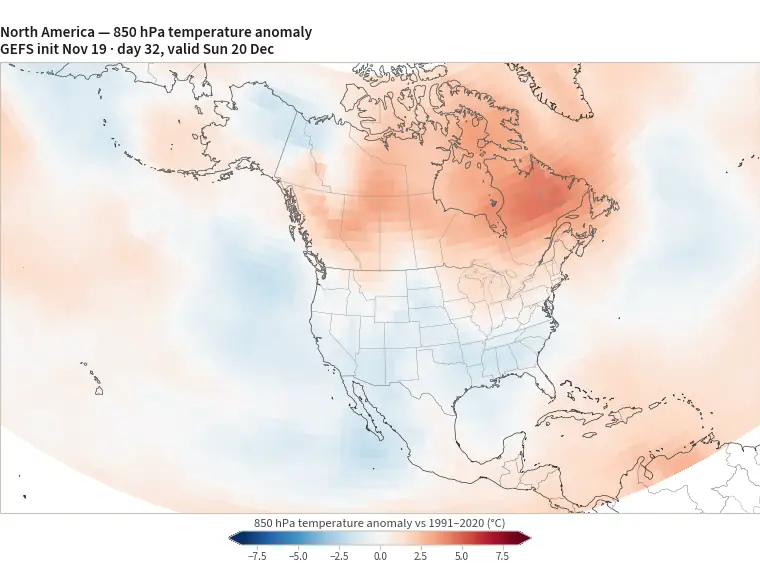 North America — 850 hPa temperature anomaly
GEFS init Nov 19 · day 32, valid Sun 20 Dec
850 hPa temperature anomaly vs 1991–2020 (°C)
−7.5 −5.0 −2.5 0.0 2.5 5.0 7.5